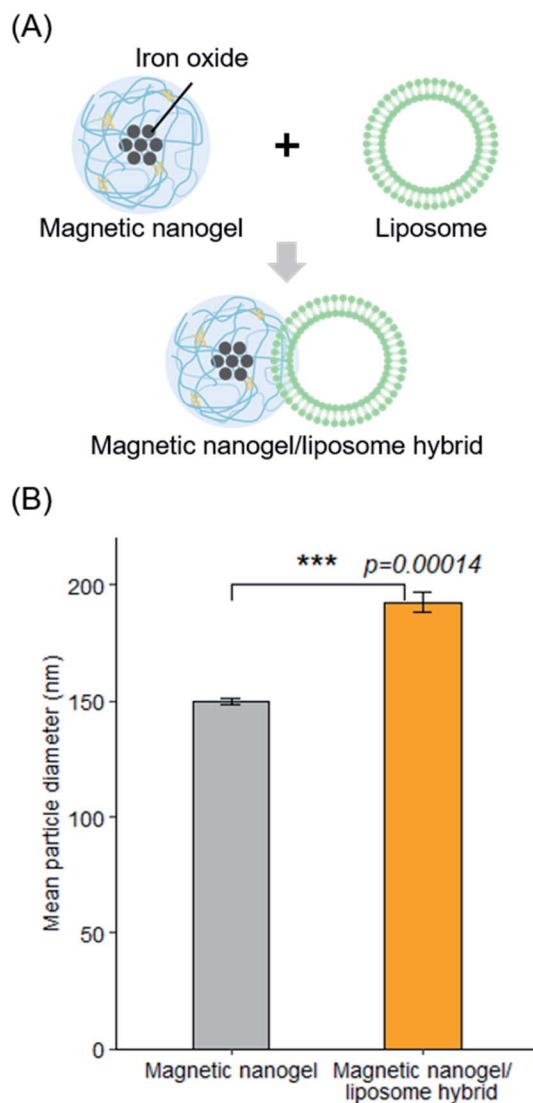 (A)
Iron oxide
+
Magnetic nanogel
Liposome
Magnetic nanogel/liposome hybrid
(B)
*** p=0.00014
Mean particle diameter (nm)
200
150
100
50
0
Magnetic nanogel
Magnetic nanogel/
liposome hybrid